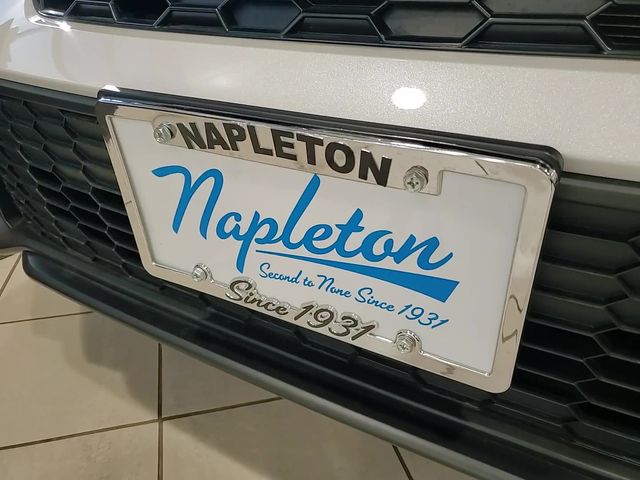 NAPLETON
Napleton
Second to None Since 1931
Since 1931